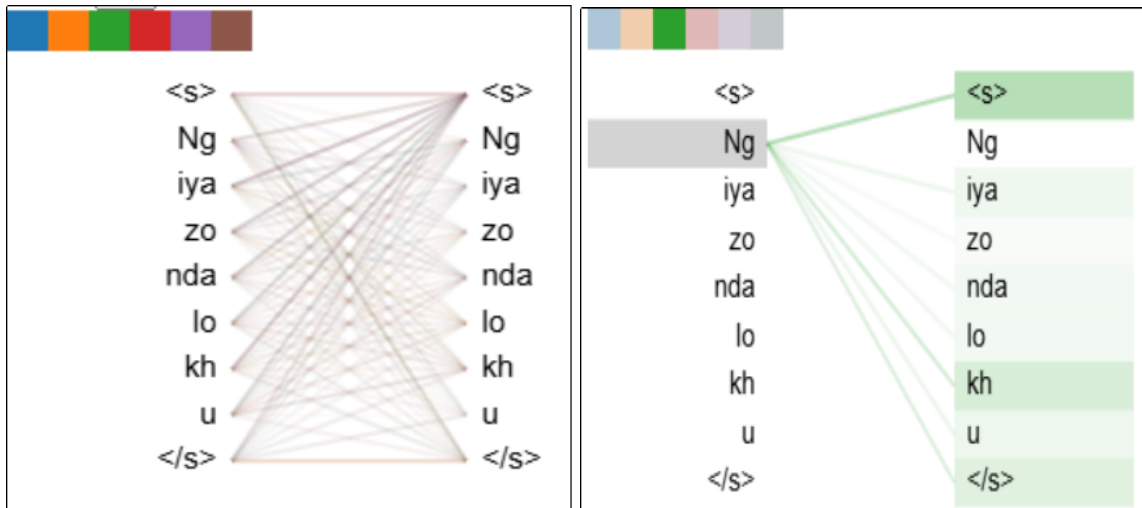 <s> <s>
Ng Ng
iya iya
zo zo
nda nda
lo lo
kh kh
u u
</s> </s>
<s> <s>
Ng Ng
iya iya
zo zo
nda nda
lo lo
kh kh
u u
</s> </s>